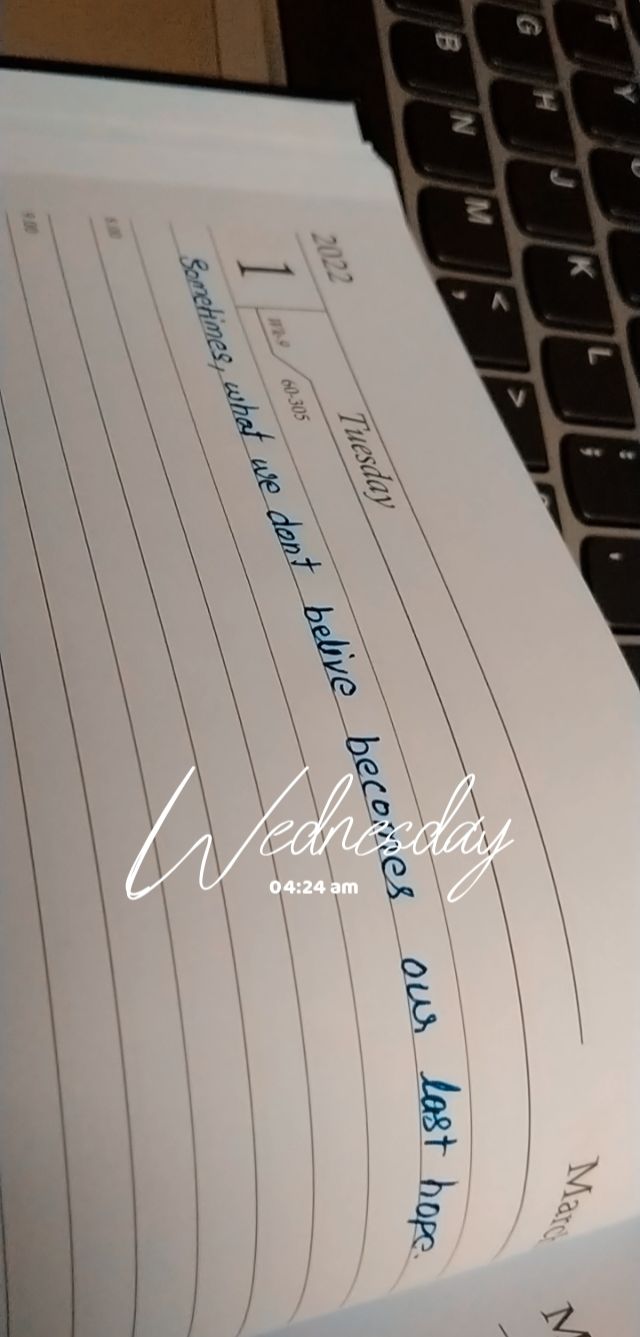 T Y
G H J K L : ;
B N M < , >
March
2022 Tuesday
1 Wk-9 60-305
Sometimes, what we dont belive becomes our last hope.
8.00
9.00
Wednesday
04:24 am